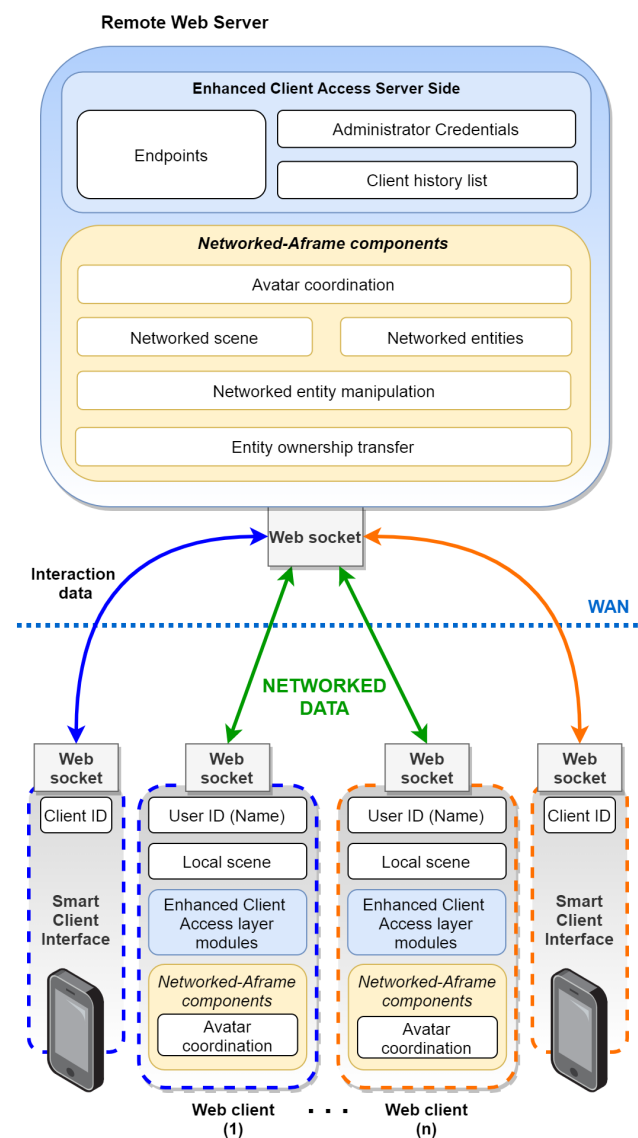 Remote Web Server
Enhanced Client Access Server Side
Endpoints
Administrator Credentials
Client history list
Networked-Aframe components
Avatar coordination
Networked scene
Networked entities
Networked entity manipulation
Entity ownership transfer
Web socket
Interaction
data
WAN
NETWORKED
DATA
Web
socket
Client ID
Smart
Client
Interface
Web
socket
User ID (Name)
Local scene
Enhanced Client
Access layer
modules
Networked-Aframe
components
Avatar
coordination
Web client
(1)
. . .
Web
socket
User ID (Name)
Local scene
Enhanced Client
Access layer
modules
Networked-Aframe
components
Avatar
coordination
Web client
(n)
Web
socket
Client ID
Smart
Client
Interface